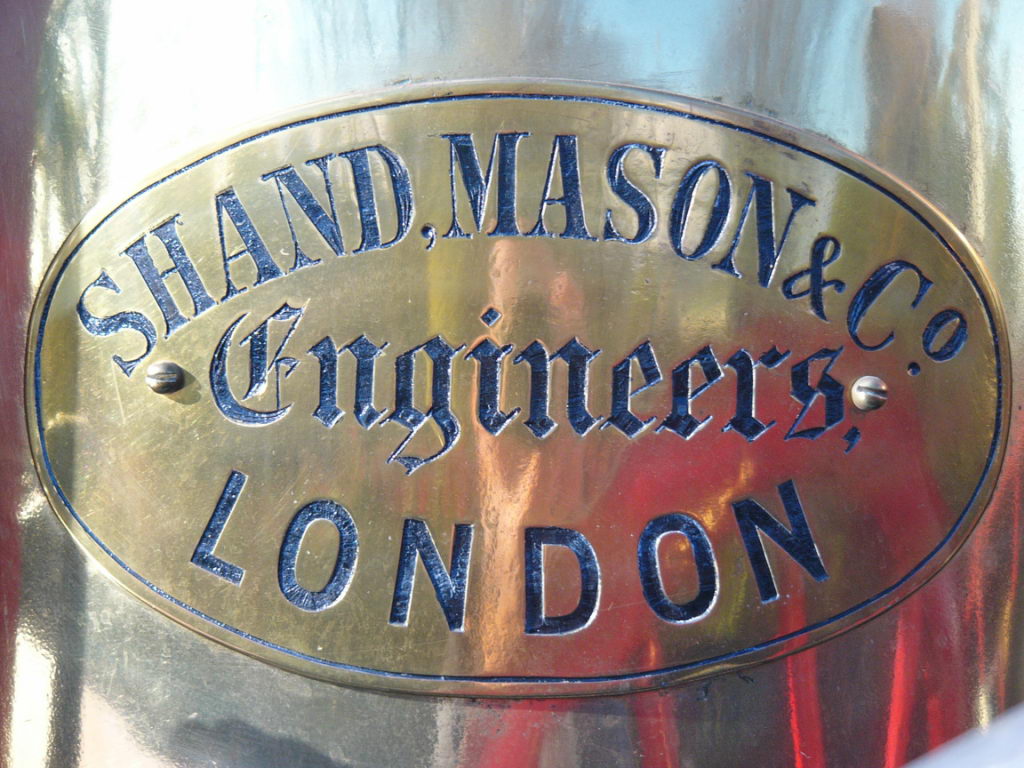 SHAND, MASON & Co.
Engineers,
LONDON